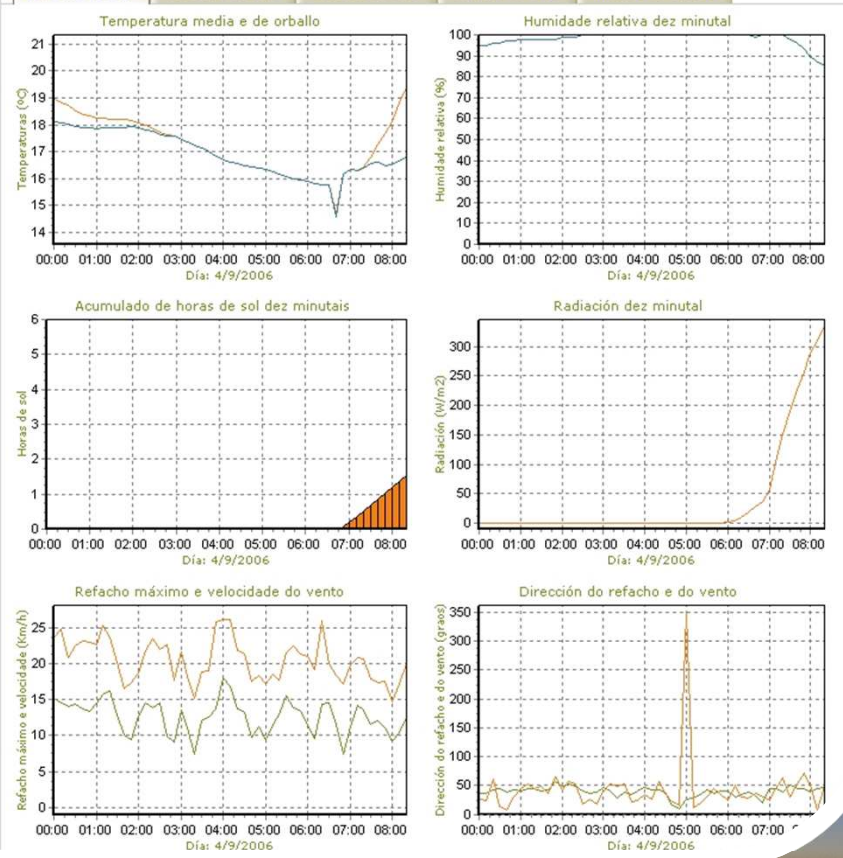 Temperatura media e de orballo
Temperaturas (ºC)
21
20
19
18
17
16
15
14
00:00 01:00 02:00 03:00 04:00 05:00 06:00 07:00 08:00
Día: 4/9/2006
Humidade relativa dez minutal
Humidade relativa (%)
100
90
80
70
60
50
40
30
20
10
0
00:00 01:00 02:00 03:00 04:00 05:00 06:00 07:00 08:00
Día: 4/9/2006
Acumulado de horas de sol dez minutais
Horas de sol
6
5
4
3
2
1
0
00:00 01:00 02:00 03:00 04:00 05:00 06:00 07:00 08:00
Día: 4/9/2006
Radiación dez minutal
Radiación (W/m2)
300
250
200
150
100
50
0
00:00 01:00 02:00 03:00 04:00 05:00 06:00 07:00 08:00
Día: 4/9/2006
Refacho máximo e velocidade do vento
Refacho máximo e velocidade (Km/h)
25
20
15
10
5
0
00:00 01:00 02:00 03:00 04:00 05:00 06:00 07:00 08:00
Día: 4/9/2006
Dirección do refacho e do vento
Dirección do refacho e do vento (graos)
350
300
250
200
150
100
50
0
00:00 01:00 02:00 03:00 04:00 05:00 06:00 07:00
Día: 4/9/2006